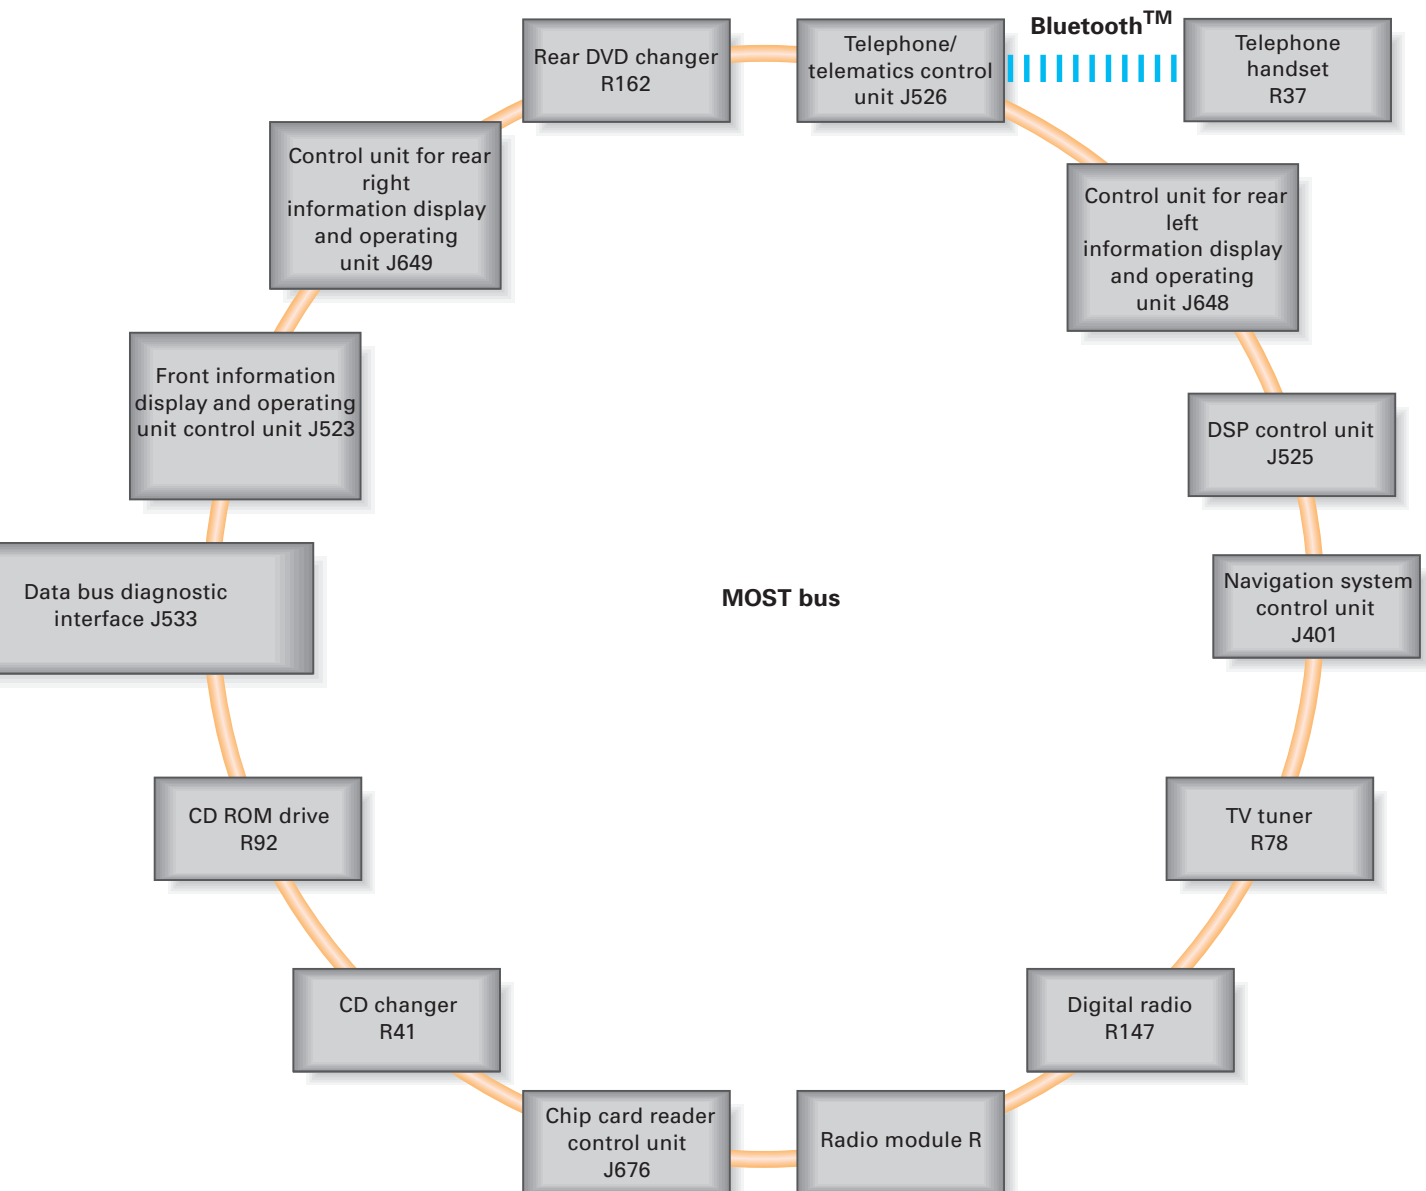 Bluetooth™
Rear DVD changer
R162
Telephone/
telematics control
unit J526
Telephone
handset
R37
Control unit for rear
right
information display
and operating
unit J649
Control unit for rear
left
information display
and operating
unit J648
Front information
display and operating
unit control unit J523
DSP control unit
J525
Data bus diagnostic
interface J533
MOST bus
Navigation system
control unit
J401
CD ROM drive
R92
TV tuner
R78
CD changer
R41
Digital radio
R147
Chip card reader
control unit
J676
Radio module R